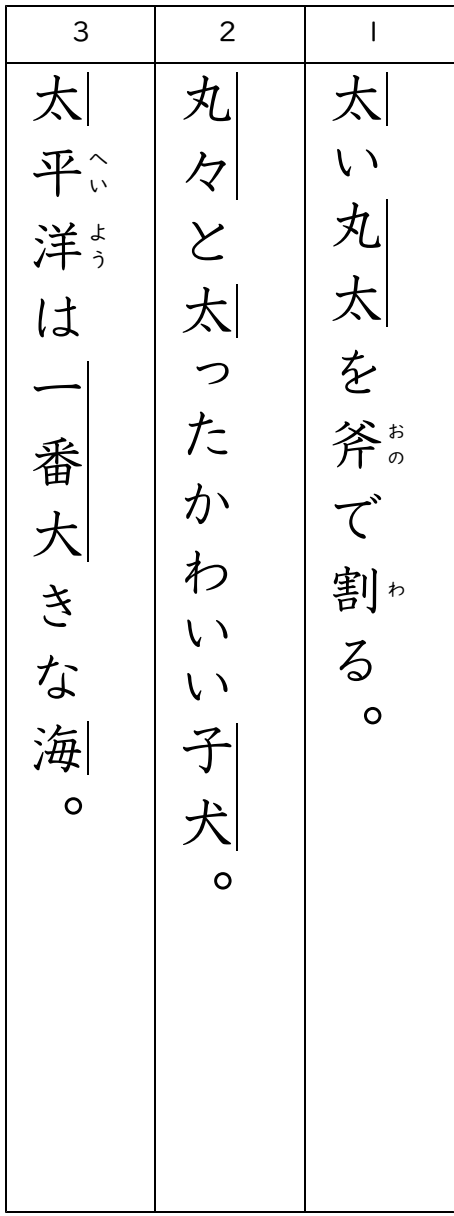 1
太い丸太を斧で割る。
おの
わ
2
丸々と太ったかわいい子犬。
3
太平洋は一番大きな海。
へい
よう